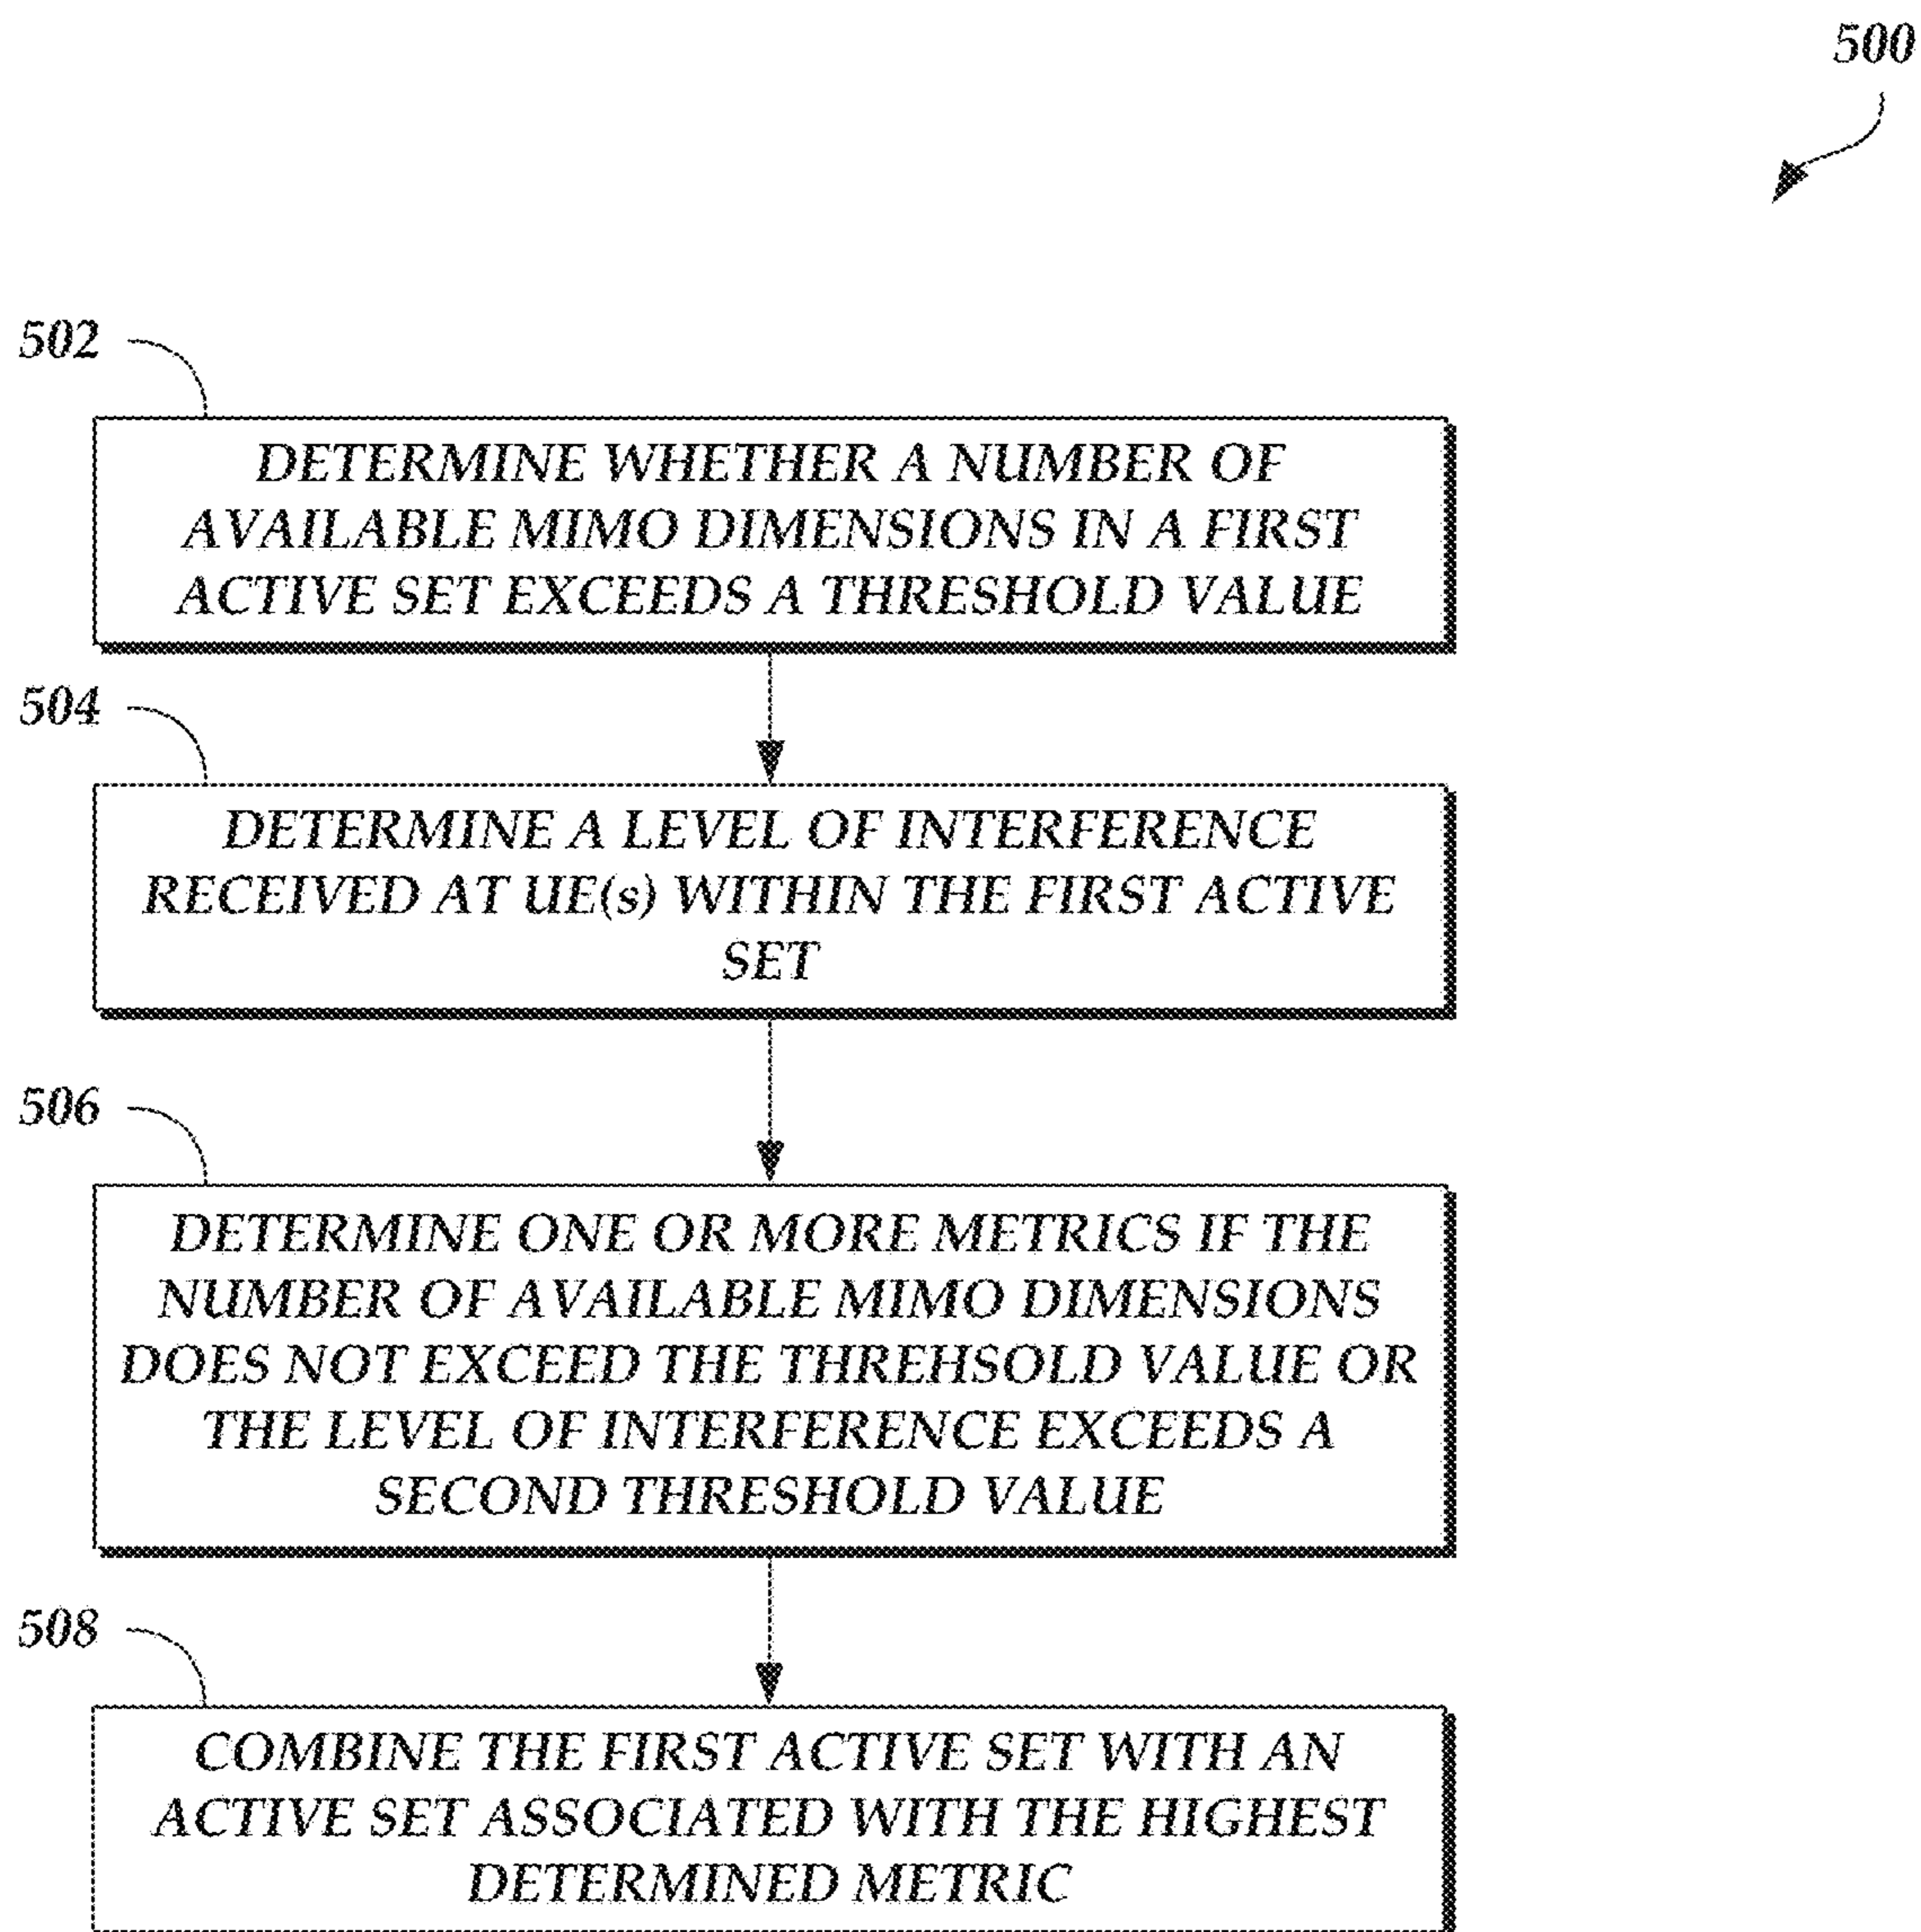 500
502
DETERMINE WHETHER A NUMBER OF
AVAILABLE MIMO DIMENSIONS IN A FIRST
ACTIVE SET EXCEEDS A THRESHOLD VALUE
504
DETERMINE A LEVEL OF INTERFERENCE
RECEIVED AT UE(s) WITHIN THE FIRST ACTIVE
SET
506
DETERMINE ONE OR MORE METRICS IF THE
NUMBER OF AVAILABLE MIMO DIMENSIONS
DOES NOT EXCEED THE THREHSOLD VALUE OR
THE LEVEL OF INTERFERENCE EXCEEDS A
SECOND THRESHOLD VALUE
508
COMBINE THE FIRST ACTIVE SET WITH AN
ACTIVE SET ASSOCIATED WITH THE HIGHEST
DETERMINED METRIC